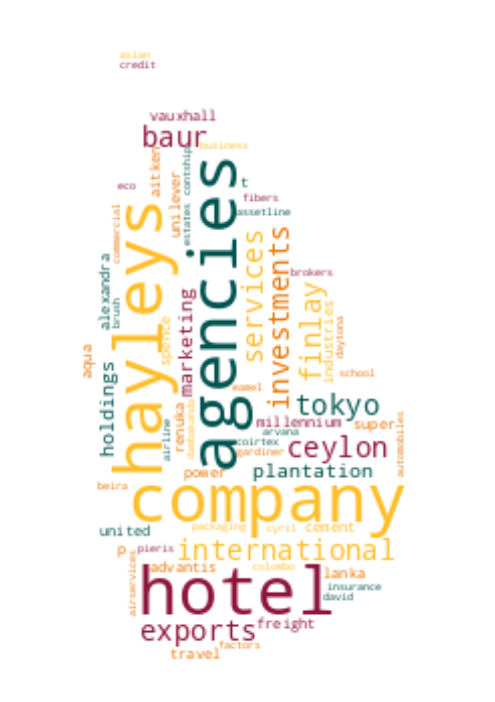 asian
credit
vauxhall
baur
business
aitken
contship
unilever
eco
t
fibers
assetline
estates
commercial
hayleys
agencies
services
investments
brokers
alexandra
brush
marketing
finlay
industries
daytona
spence
aqua
holdings
school
renuka
airline
tokyo
millennium
super
arvana
coirtex
ceylon
gardiner
automobiles
power
plantation
beira
company
united
packaging
cyril
cement
p
pieris
international
advantis
colombo
lanka
airservices
hotel
insurance
david
exports
freight
factors
travel